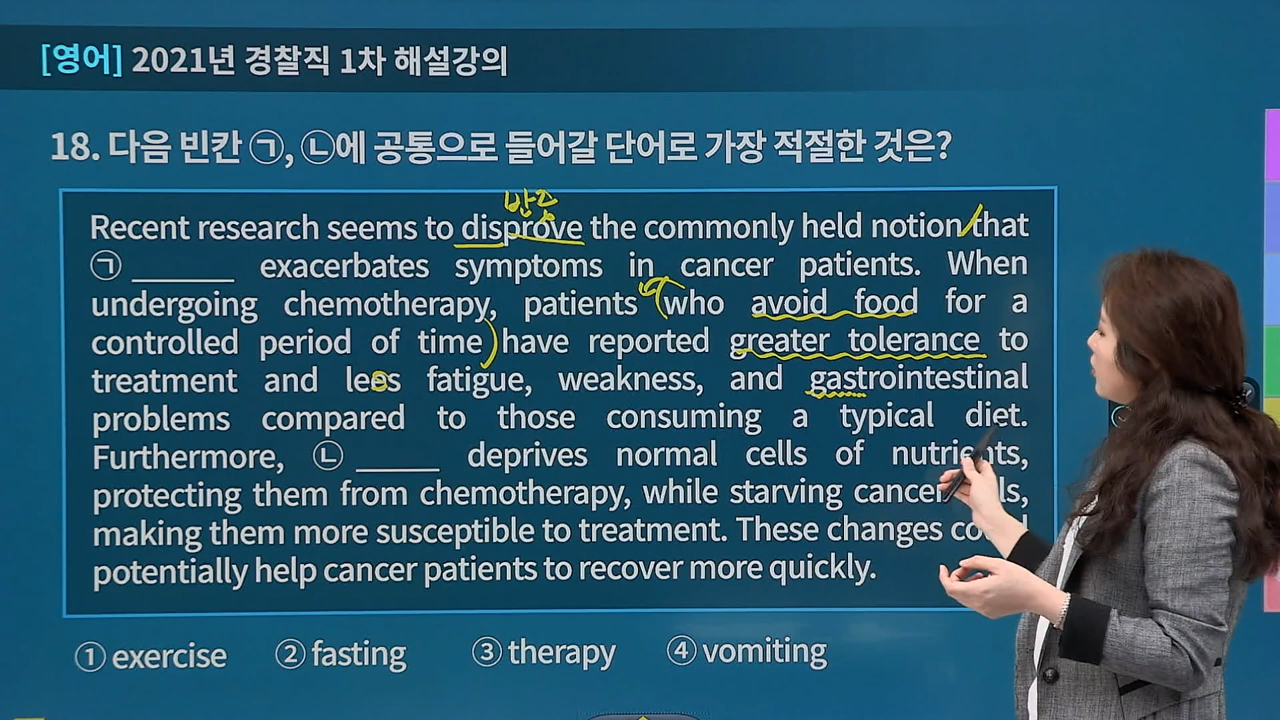 [영어] 2021년 경찰직 1차 해설강의
18. 다음 빈칸 ㉠, ㉡에 공통으로 들어갈 단어로 가장 적절한 것은?
반증
Recent research seems to disprove the commonly held notion that
㉠ ______ exacerbates symptoms in cancer patients. When
undergoing chemotherapy, patients who avoid food for a
controlled period of time have reported greater tolerance to
treatment and lees fatigue, weakness, and gastrointestinal
problems compared to those consuming a typical diet.
Furthermore, ㉡ _____ deprives normal cells of nutrients,
protecting them from chemotherapy, while starving cancer
making them more susceptible to treatment. These changes
potentially help cancer patients to recover more quickly.
① exercise ② fasting ③ therapy ④ vomiting